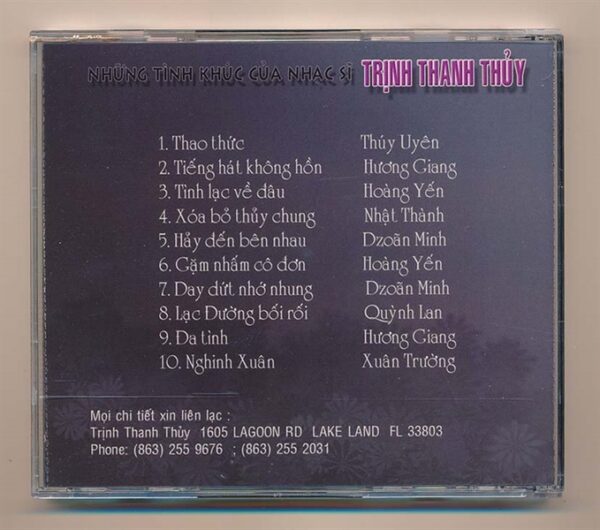 NHỮNG TÌNH KHÚC CỦA NHẠC SĨ TRỊNH THANH THỦY
1. Thao thức Thúy Uyên
2. Tiếng hát không hồn Hương Giang
3. Tình lạc về đâu Hoàng Yến
4. Xóa bỏ thủy chung Nhật Thành
5. Hảy đến bên nhau Dzoãn Minh
6. Gặm nhấm cô đơn Hoàng Yến
7. Day dứt nhớ nhung Dzoãn Minh
8. Lạc Đường bối rối Quỳnh Lan
9. Đa tình Hương Giang
10. Nghinh Xuân Xuân Trường
Mọi chi tiết xin liên lạc :
Trịnh Thanh Thủy 1605 LAGOON RD LAKE LAND FL 33803
Phone: (863) 255 9676 ; (863) 255 2031